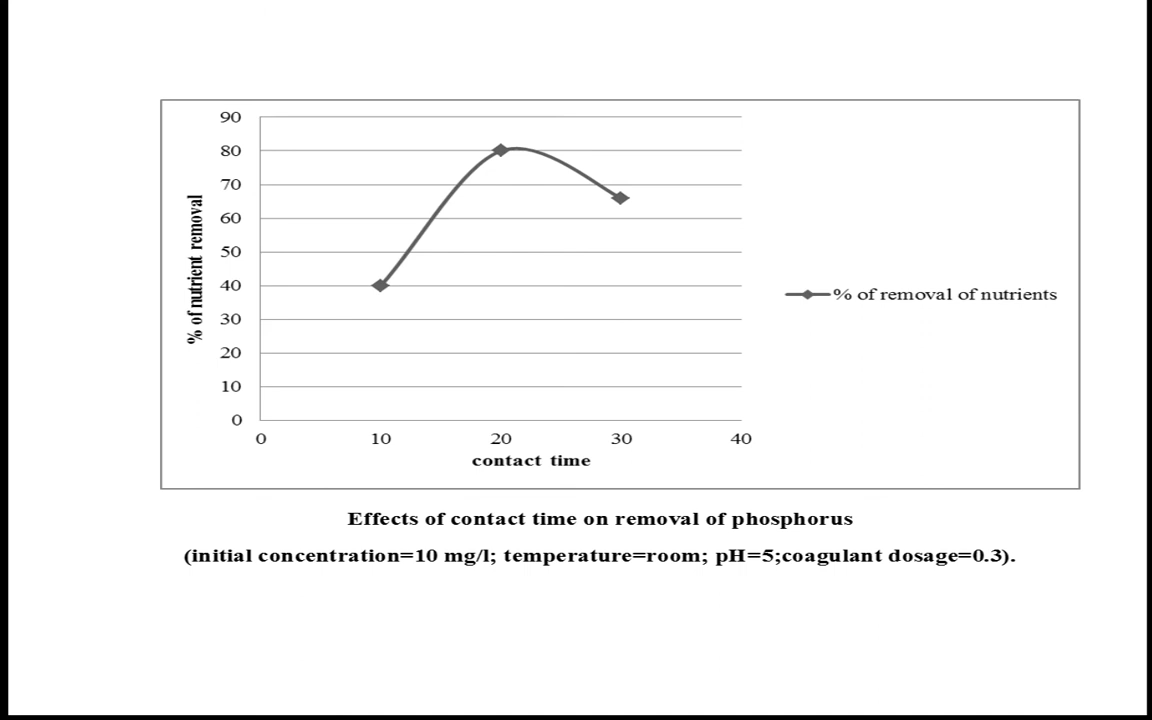 90
80
70
60
50
40
30
20
10
0
% of nutrient removal
0 10 20 30 40
contact time
% of removal of nutrients
Effects of contact time on removal of phosphorus
(initial concentration=10 mg/l; temperature=room; pH=5;coagulant dosage=0.3).